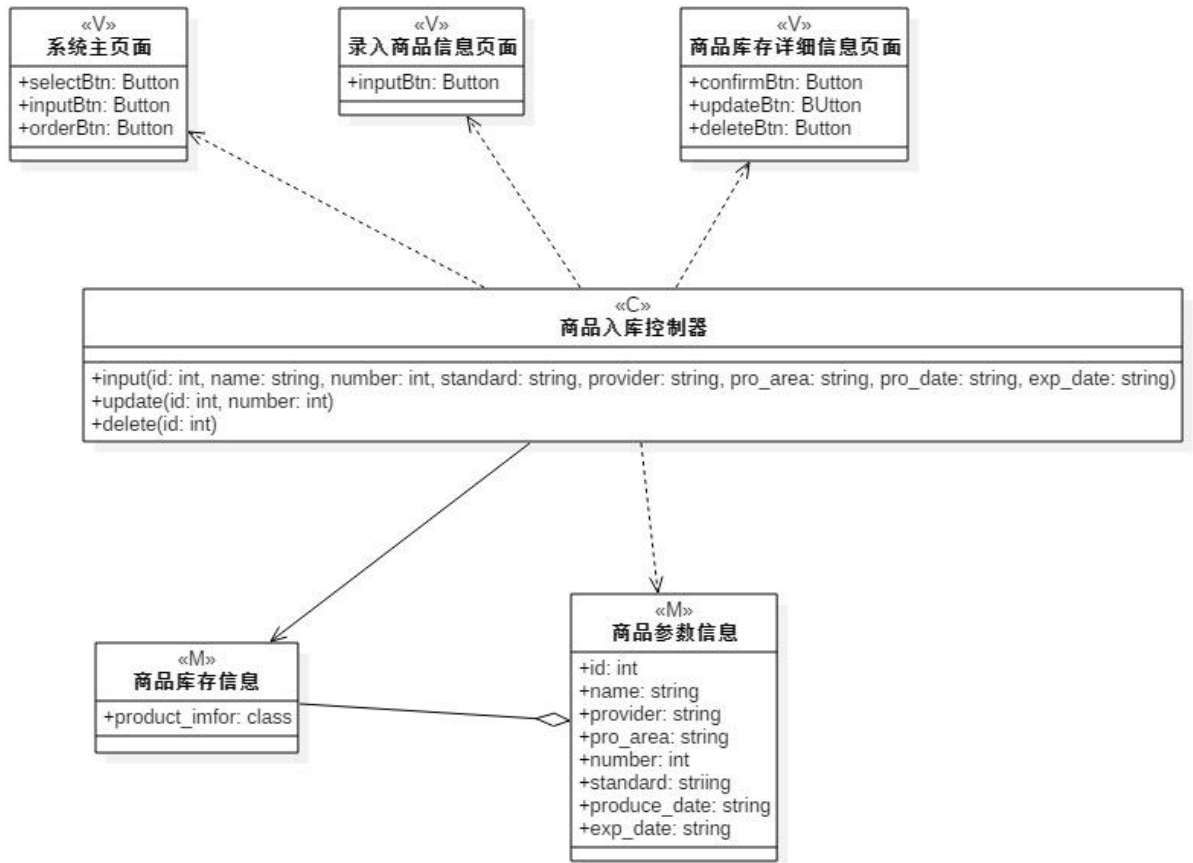 «V»
系统主页面
+selectBtn: Button
+inputBtn: Button
+orderBtn: Button
«V»
录入商品信息页面
+inputBtn: Button
«V»
商品库存详细信息页面
+confirmBtn: Button
+updateBtn: BUtton
+deleteBtn: Button
«C»
商品入库控制器
+input(id: int, name: string, number: int, standard: string, provider: string, pro_area: string, pro_date: string, exp_date: string)
+update(id: int, number: int)
+delete(id: int)
«M»
商品库存信息
+product_imfor: class
«M»
商品参数信息
+id: int
+name: string
+provider: string
+pro_area: string
+number: int
+standard: striing
+produce_date: string
+exp_date: string